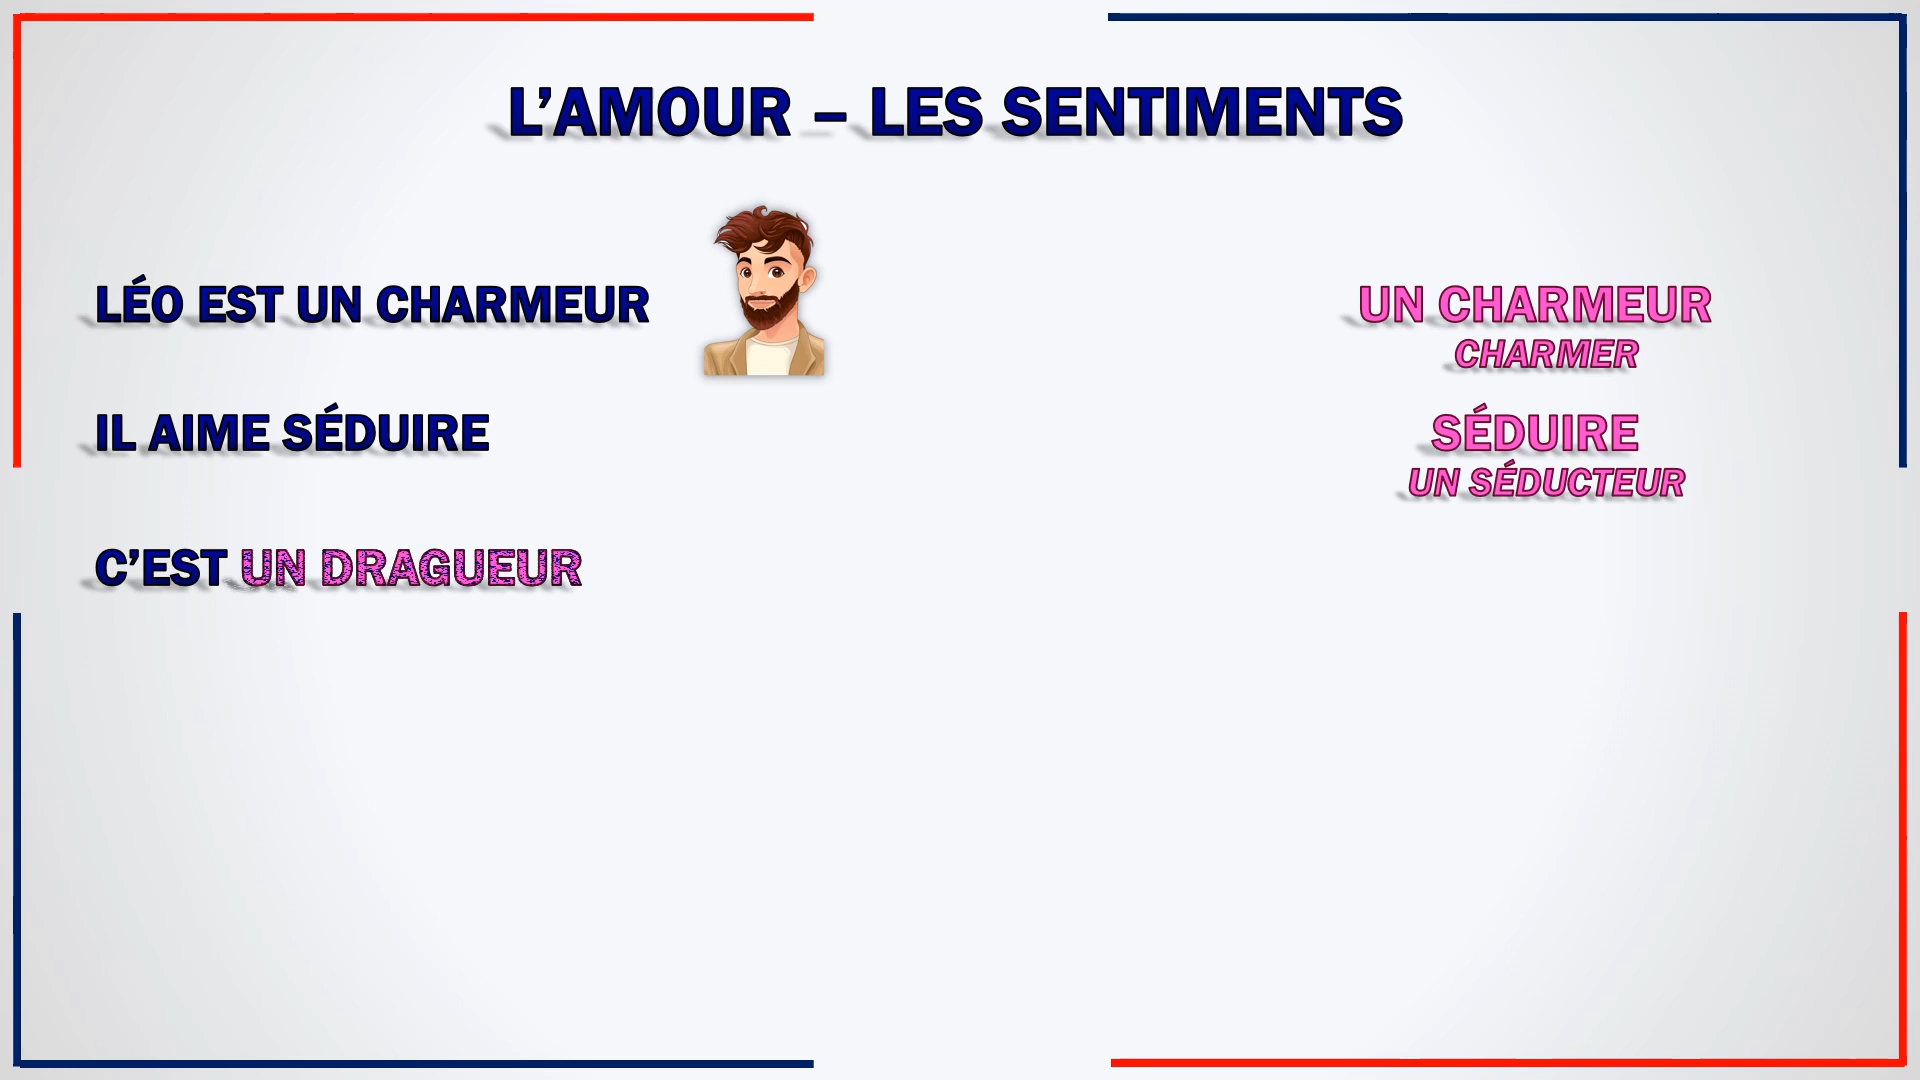 L’AMOUR – LES SENTIMENTS
LÉO EST UN CHARMEUR
UN CHARMEUR
CHARMER
IL AIME SÉDUIRE
SÉDUIRE
UN SÉDUCTEUR
C’EST UN DRAGUEUR